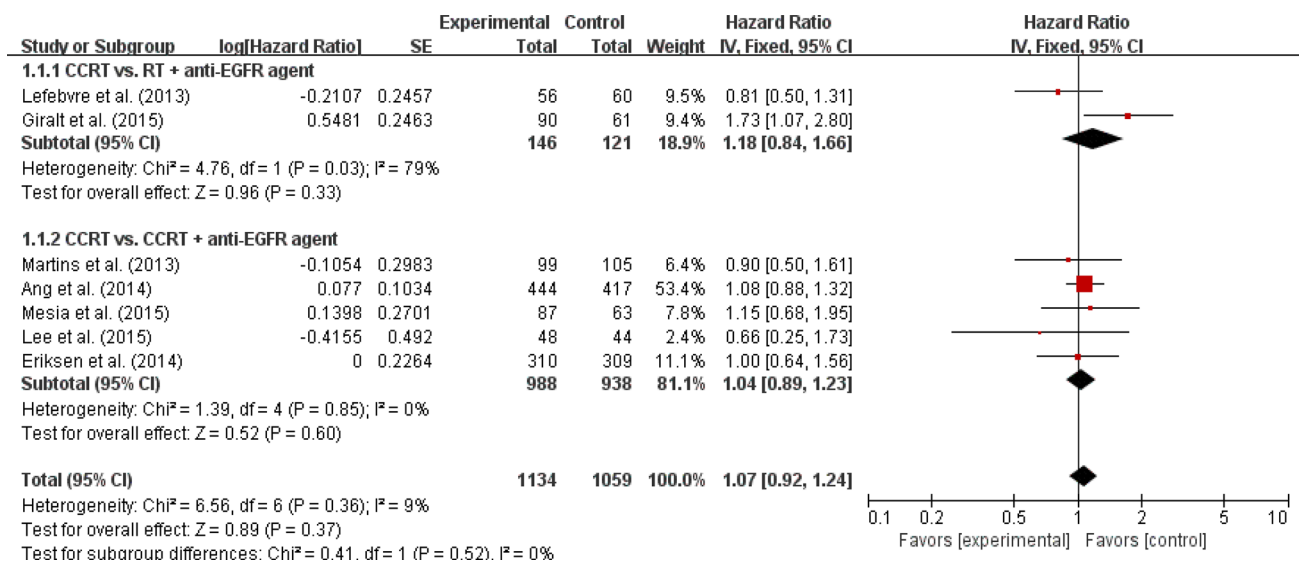 Experimental Control Hazard Ratio Hazard Ratio
Study or Subgroup log[Hazard Ratio] SE Total Total Weight IV, Fixed, 95% CI IV, Fixed, 95% CI
1.1.1 CCRT vs. RT + anti-EGFR agent
Lefebvre et al. (2013) -0.2107 0.2457 56 60 9.5% 0.81 [0.50, 1.31]
Giralt et al. (2015) 0.5481 0.2463 90 61 9.4% 1.73 [1.07, 2.80]
Subtotal (95% CI) 146 121 18.9% 1.18 [0.84, 1.66]
Heterogeneity: Chi² = 4.76, df = 1 (P = 0.03); I² = 79%
Test for overall effect: Z = 0.96 (P = 0.33)
1.1.2 CCRT vs. CCRT + anti-EGFR agent
Martins et al. (2013) -0.1054 0.2983 99 105 6.4% 0.90 [0.50, 1.61]
Ang et al. (2014) 0.077 0.1034 444 417 53.4% 1.08 [0.88, 1.32]
Mesia et al. (2015) 0.1398 0.2701 87 63 7.8% 1.15 [0.68, 1.95]
Lee et al. (2015) -0.4155 0.492 48 44 2.4% 0.66 [0.25, 1.73]
Eriksen et al. (2014) 0 0.2264 310 309 11.1% 1.00 [0.64, 1.56]
Subtotal (95% CI) 988 938 81.1% 1.04 [0.89, 1.23]
Heterogeneity: Chi² = 1.39, df = 4 (P = 0.85); I² = 0%
Test for overall effect: Z = 0.52 (P = 0.60)
Total (95% CI) 1134 1059 100.0% 1.07 [0.92, 1.24]
Heterogeneity: Chi² = 6.56, df = 6 (P = 0.36); I² = 9%
Test for overall effect: Z = 0.89 (P = 0.37)
Test for subgroup differences: Chi² = 0.41, df = 1 (P = 0.52), I² = 0%
0.1 0.2 0.5 1 2 5 10
Favors [experimental] Favors [control]